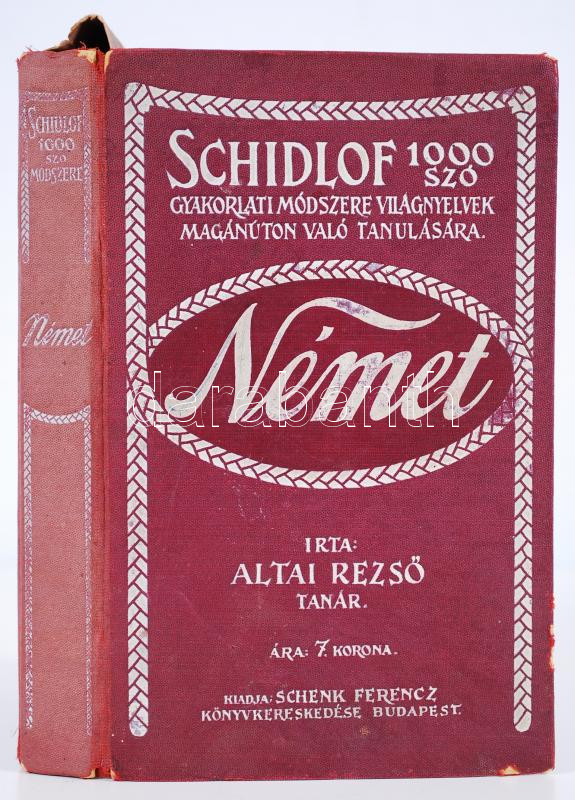 SCHIDLOF
1000
SZÓ
MÓDSZERE
Német
SCHIDLOF 1000 SZÓ
GYAKORLATI MÓDSZERE VILÁGNYELVEK
MAGÁNÚTON VALÓ TANULÁSÁRA.
Német
darabanth
IRTA:
ALTAI REZSŐ
TANÁR.
ÁRA: 7. KORONA.
KIADJA: SCHENK FERENCZ
KÖNYVKERESKEDÉSE BUDAPEST.